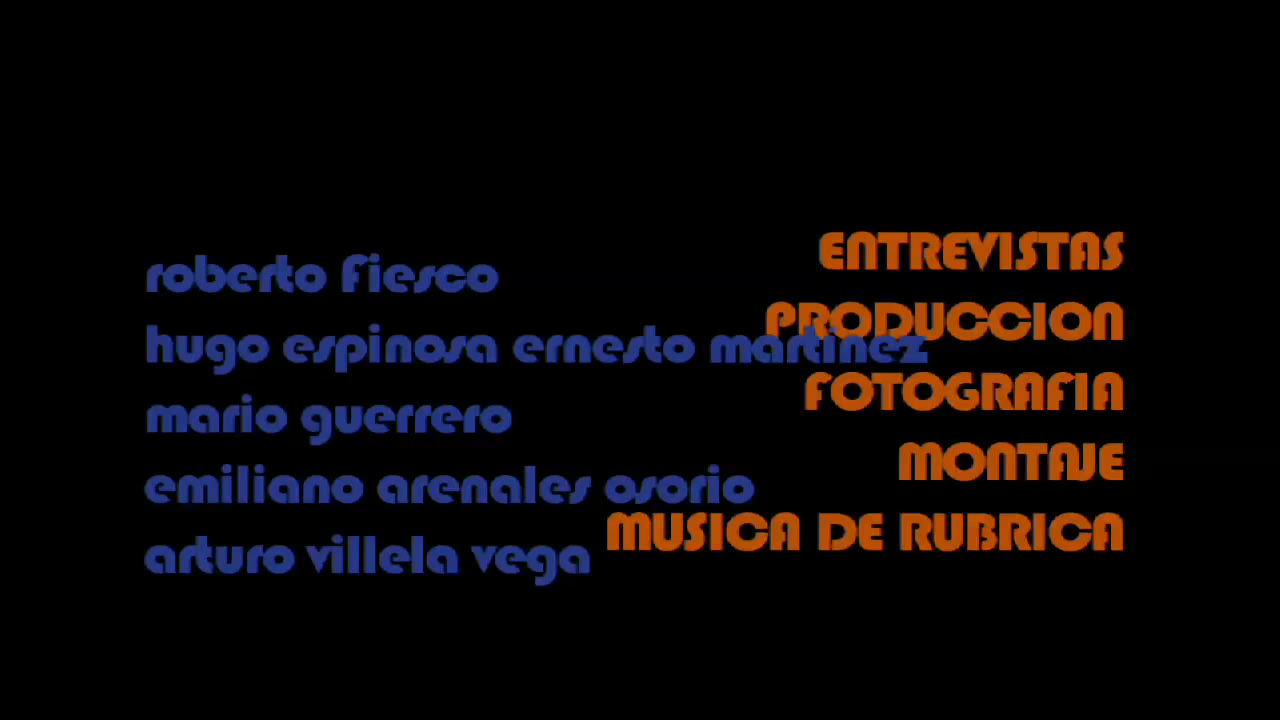 ENTREVISTAS
roberto fiesco
PRODUCCION
hugo espinosa ernesto martinez
FOTOGRAFIA
mario guerrero
MONTAJE
emiliano arenales osorio
MUSICA DE RUBRICA
arturo villela vega